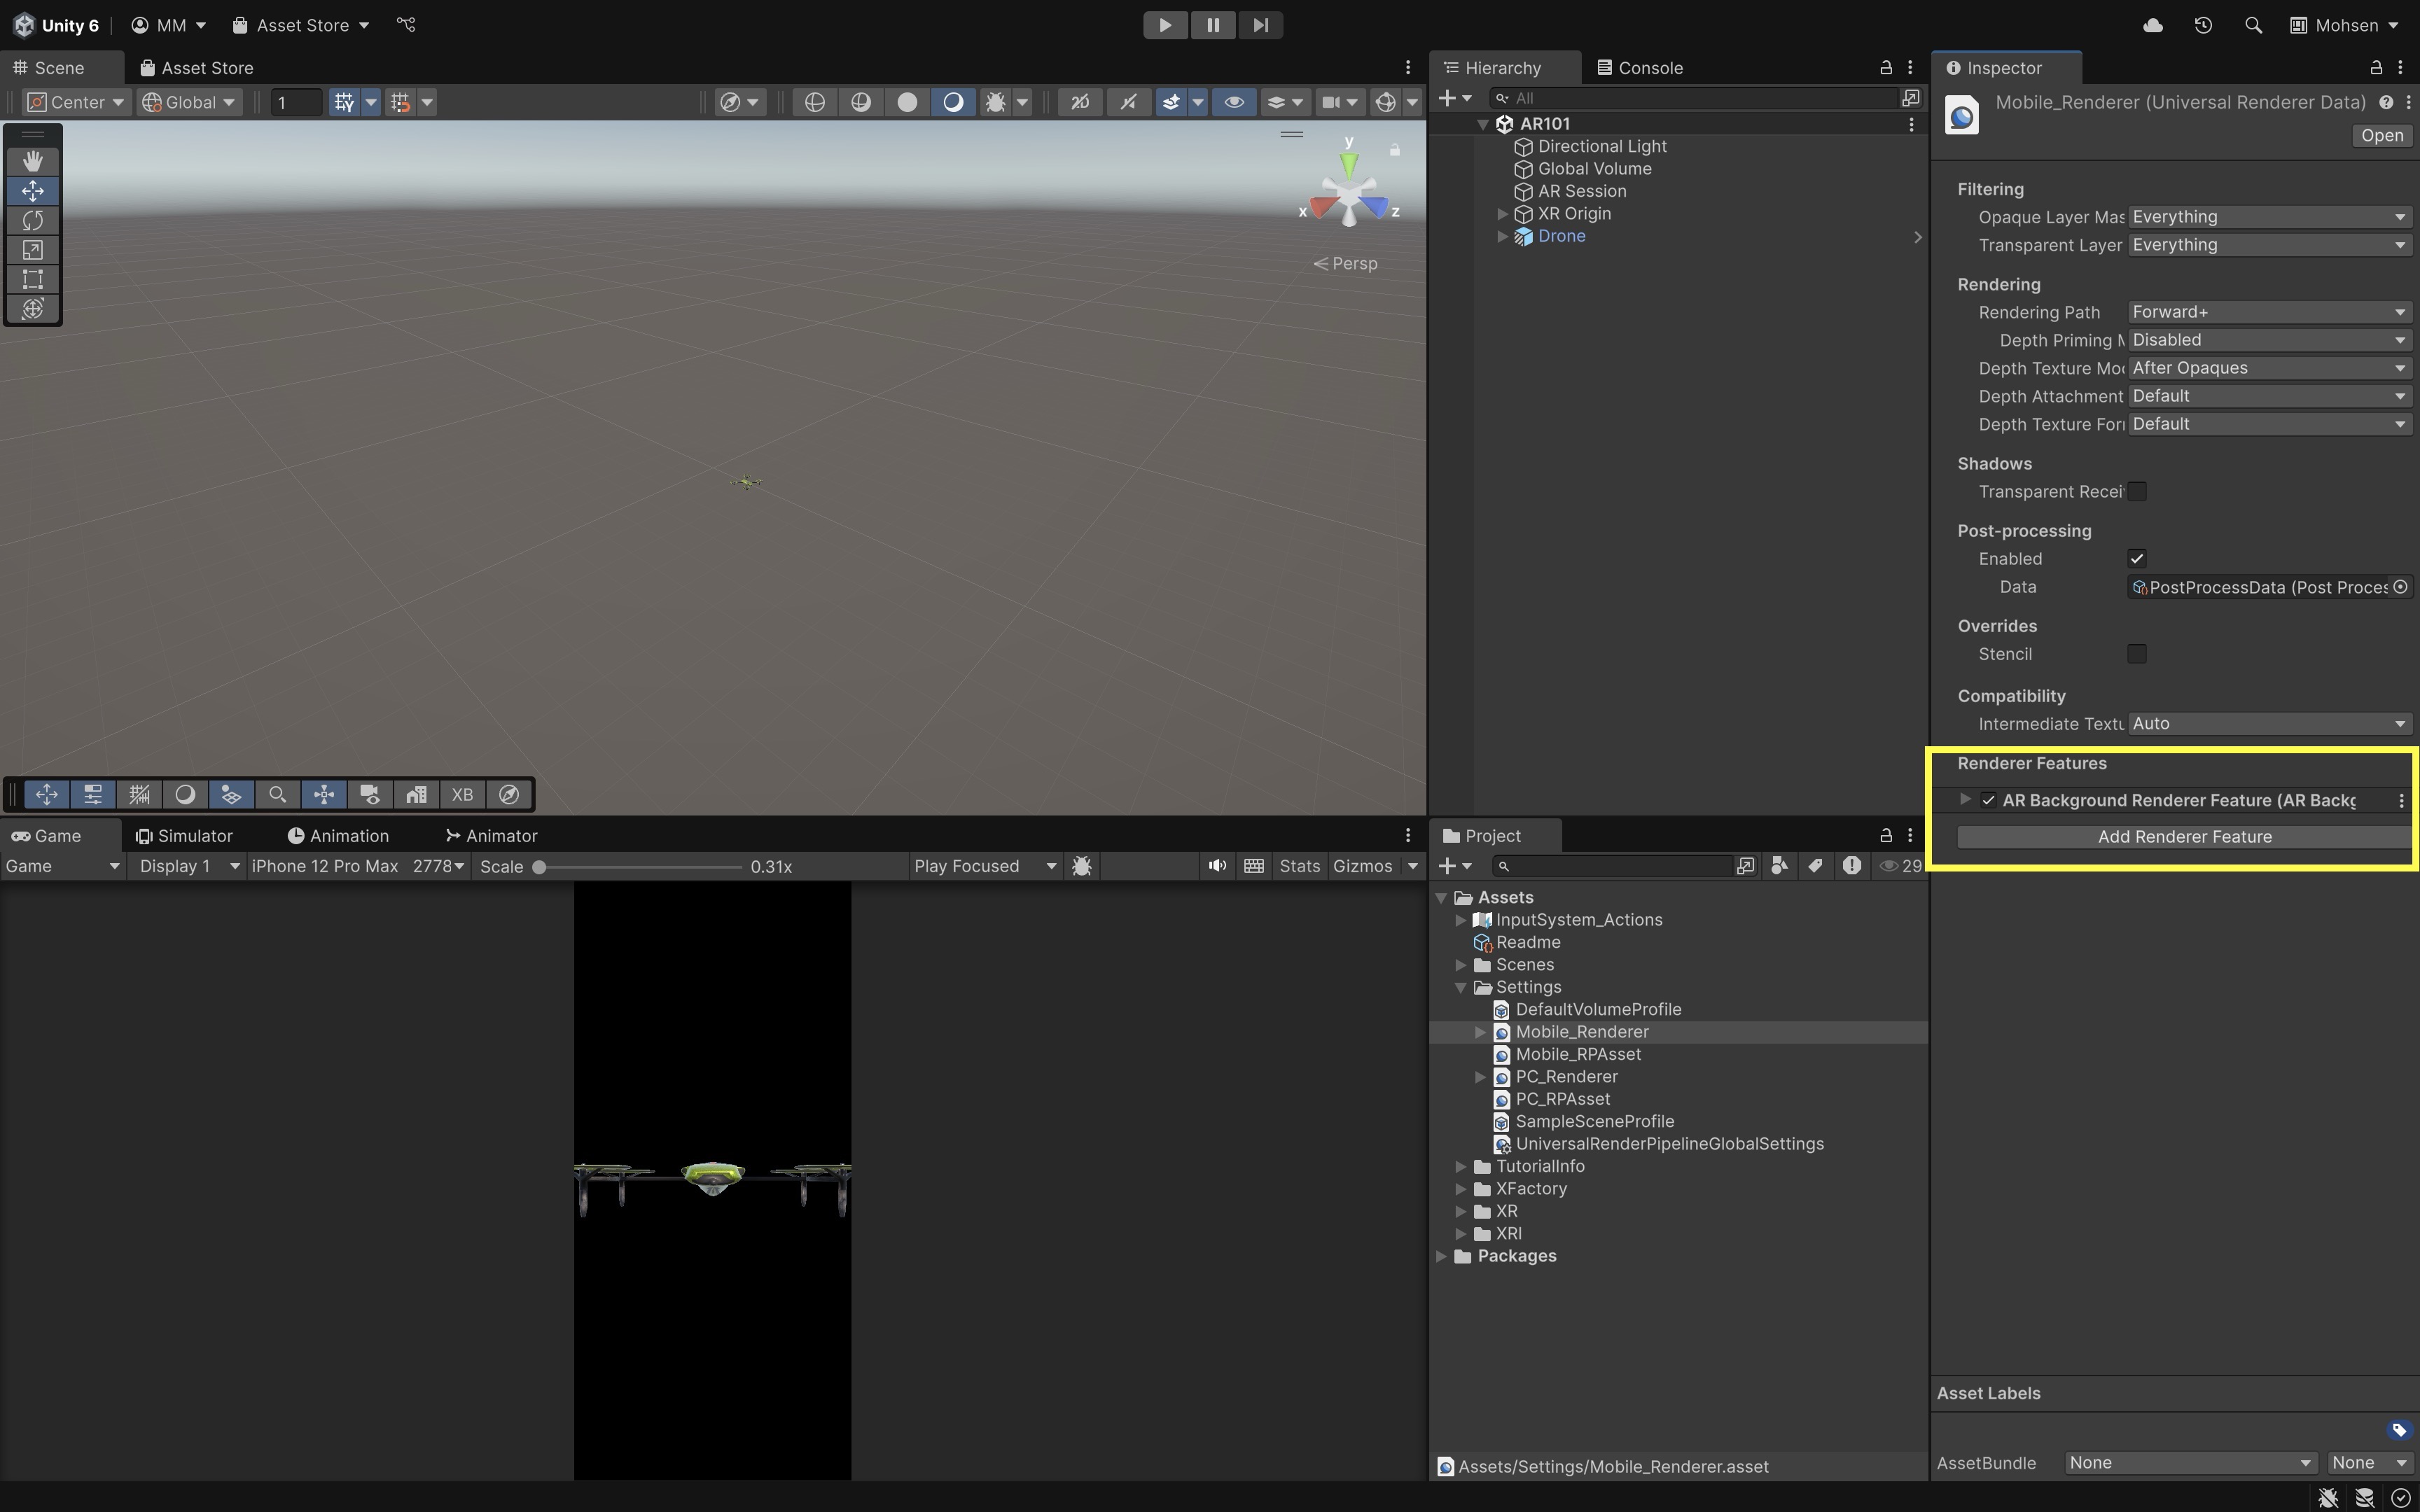 Unity 6 MM Asset Store Mohsen
Scene Asset Store
Center Global 1 2D
y
x z
Persp
XB
Game Simulator Animation Animator
Game Display 1 iPhone 12 Pro Max 2778 Scale 0.31x Play Focused Stats Gizmos
Hierarchy Console
All
AR101
Directional Light
Global Volume
AR Session
XR Origin
Drone
Project
29
Assets
InputSystem_Actions
Readme
Scenes
Settings
DefaultVolumeProfile
Mobile_Renderer
Mobile_RPAsset
PC_Renderer
PC_RPAsset
SampleSceneProfile
UniversalRenderPipelineGlobalSettings
TutorialInfo
XFactory
XR
XRI
Packages
Assets/Settings/Mobile_Renderer.asset
Inspector
Mobile_Renderer (Universal Renderer Data)
Open
Filtering
Opaque Layer Mas Everything
Transparent Layer Everything
Rendering
Rendering Path Forward+
Depth Priming M Disabled
Depth Texture Mod After Opaques
Depth Attachment Default
Depth Texture Forr Default
Shadows
Transparent Recei
Post-processing
Enabled
Data PostProcessData (Post Proces
Overrides
Stencil
Compatibility
Intermediate Textu Auto
Renderer Features
AR Background Renderer Feature (AR Backg
Add Renderer Feature
Asset Labels
AssetBundle None None